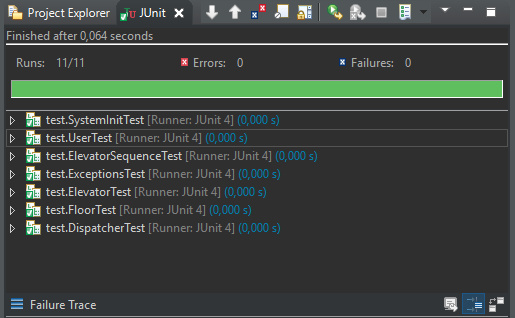 Project Explorer JUnit
Finished after 0,064 seconds
Runs: 11/11 Errors: 0 Failures: 0
test.SystemInitTest [Runner: JUnit 4] (0,000 s)
test.UserTest [Runner: JUnit 4] (0,000 s)
test.ElevatorSequenceTest [Runner: JUnit 4] (0,000 s)
test.ExceptionsTest [Runner: JUnit 4] (0,000 s)
test.ElevatorTest [Runner: JUnit 4] (0,000 s)
test.FloorTest [Runner: JUnit 4] (0,000 s)
test.DispatcherTest [Runner: JUnit 4] (0,000 s)
Failure Trace